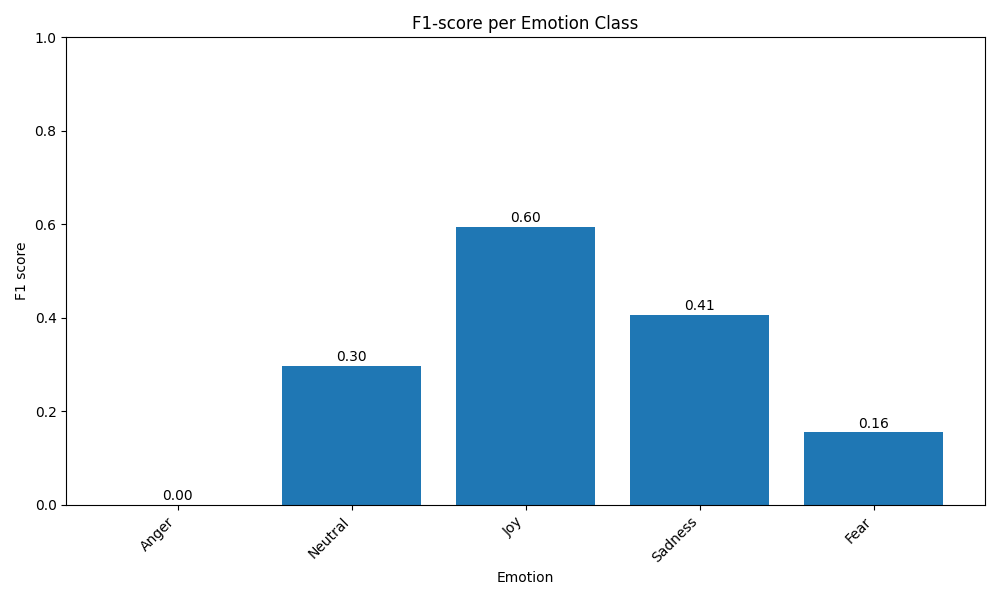 F1-score per Emotion Class
F1 score
1.0
0.8
0.6
0.4
0.2
0.0
0.00
0.30
0.60
0.41
0.16
Anger
Neutral
Joy
Sadness
Fear
Emotion